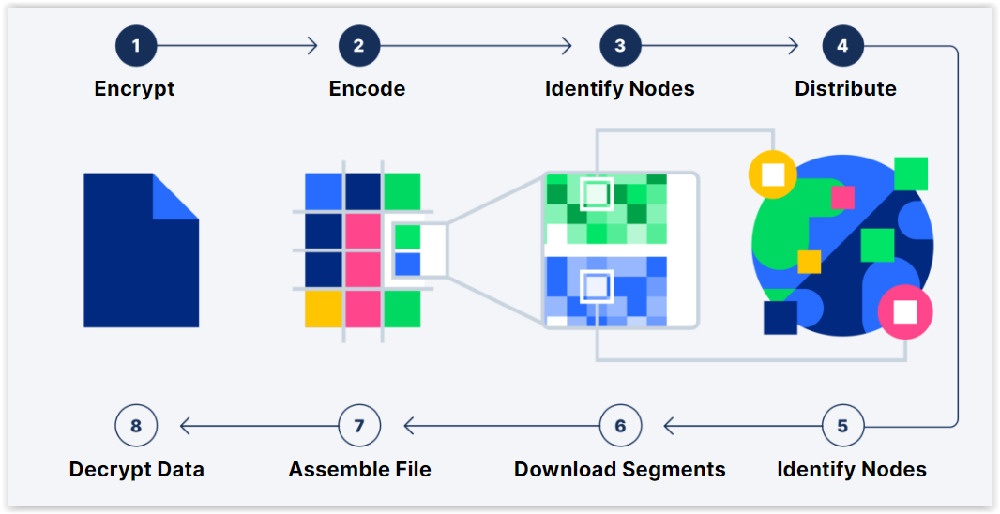 1
2
3
4
Encrypt
Encode
Identify Nodes
Distribute
8
7
6
5
Decrypt Data
Assemble File
Download Segments
Identify Nodes